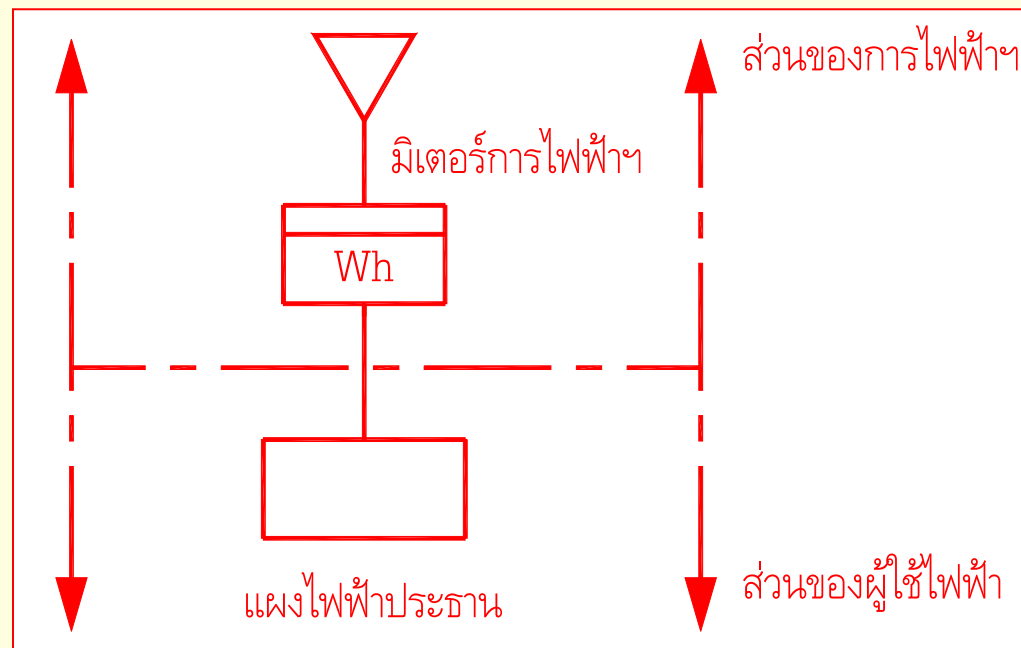 ส่วนของการไฟฟ้าฯ
มิเตอร์การไฟฟ้าฯ
Wh
ส่วนของผู้ใช้ไฟฟ้า
แผงไฟฟ้าประธาน